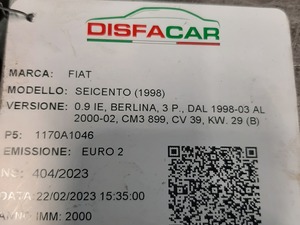 DISFACAR
MARCA: FIAT
MODELLO: SEICENTO (1998)
VERSIONE: 0.9 IE, BERLINA, 3 P., DAL 1998-03 AL
2000-02, CM3 899, CV 39, KW. 29 (B)
P5: 1170A1046
EMISSIONE: EURO 2
404/2023
DATA 22/02/2023 15:35:00
IMM: 2000